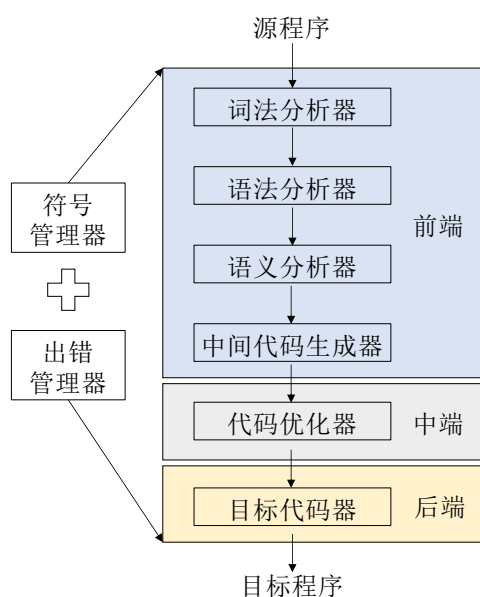 源程序
词法分析器
语法分析器
前端
符号
管理器
语义分析器
出错
管理器
中间代码生成器
代码优化器
中端
目标代码器
后端
目标程序